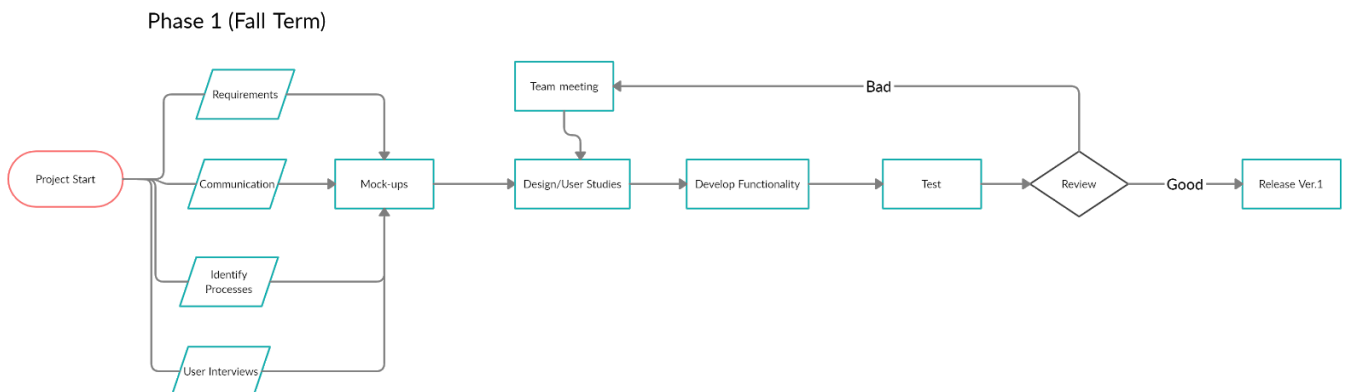 Phase 1 (Fall Term)
Requirements
Team meeting
Bad
Project Start
Communication
Mock-ups
Design/User Studies
Develop Functionality
Test
Review
Good
Release Ver.1
Identify
Processes
User Interviews